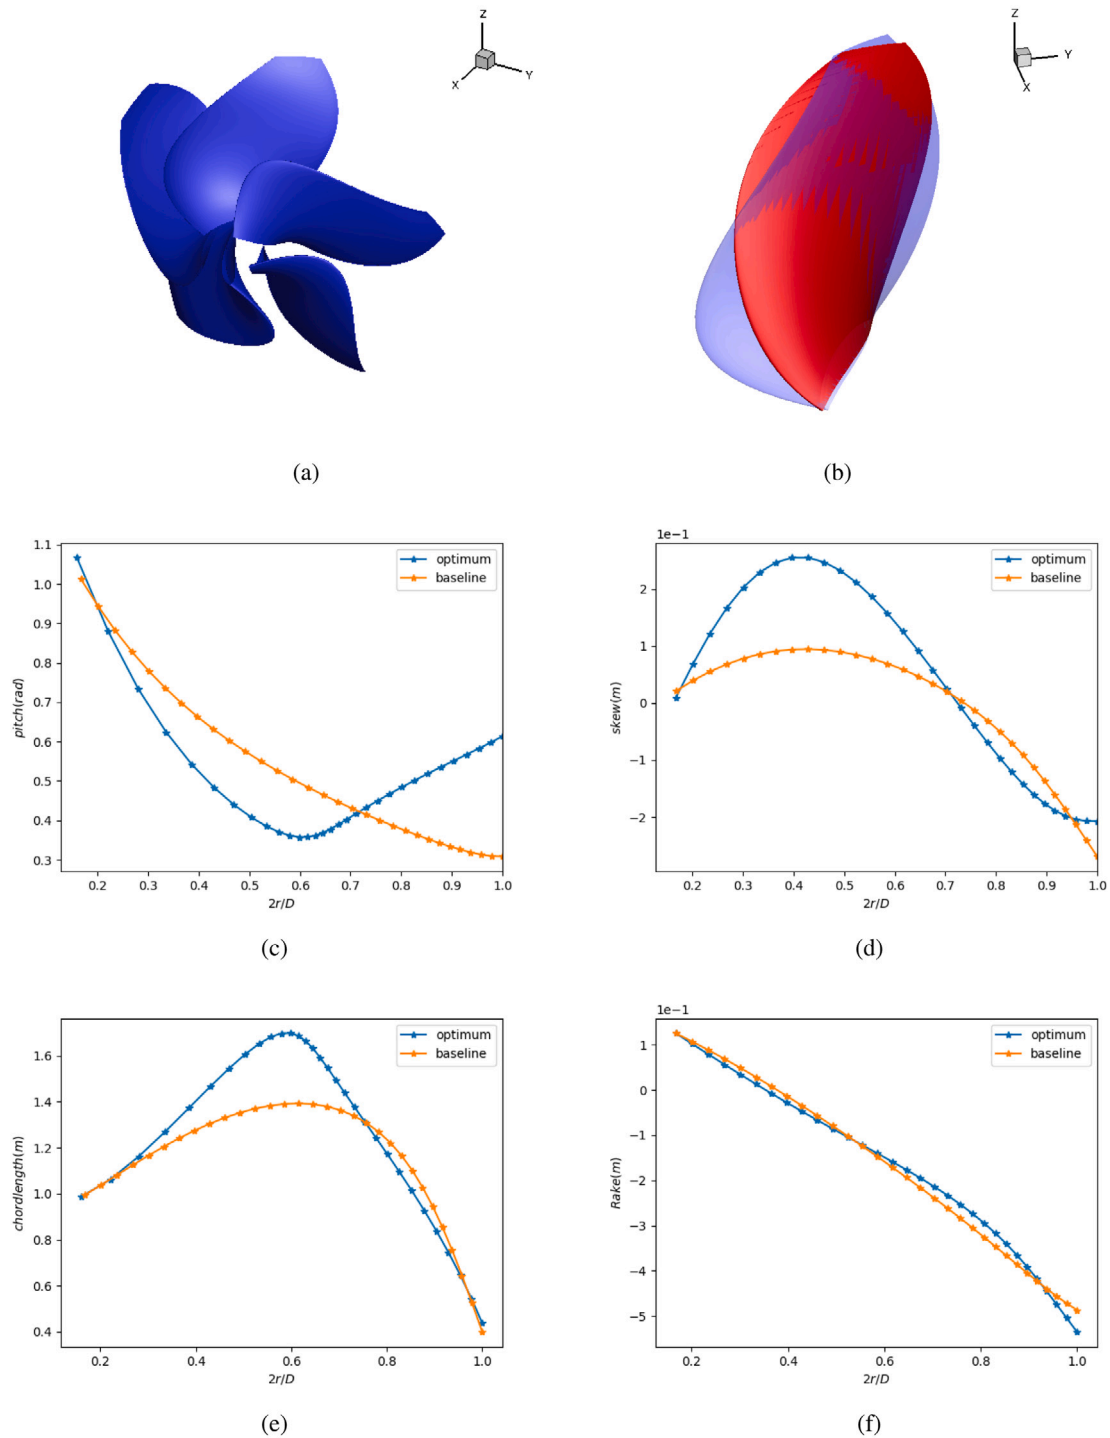 Z
X
Y
Z
Y
X
(a)
(b)
1.1
1.0
0.9
0.8
0.7
0.6
0.5
0.4
0.3
pitch(rad)
optimum
baseline
0.2 0.3 0.4 0.5 0.6 0.7 0.8 0.9 1.0
2r/D
(c)
1e−1
2
1
0
−1
−2
skew(m)
optimum
baseline
0.2 0.3 0.4 0.5 0.6 0.7 0.8 0.9 1.0
2r/D
(d)
1.6
1.4
1.2
1.0
0.8
0.6
0.4
chordlength(m)
optimum
baseline
0.2 0.4 0.6 0.8 1.0
2r/D
(e)
1e−1
1
0
−1
−2
−3
−4
−5
Rake(m)
optimum
baseline
0.2 0.4 0.6 0.8 1.0
2r/D
(f)